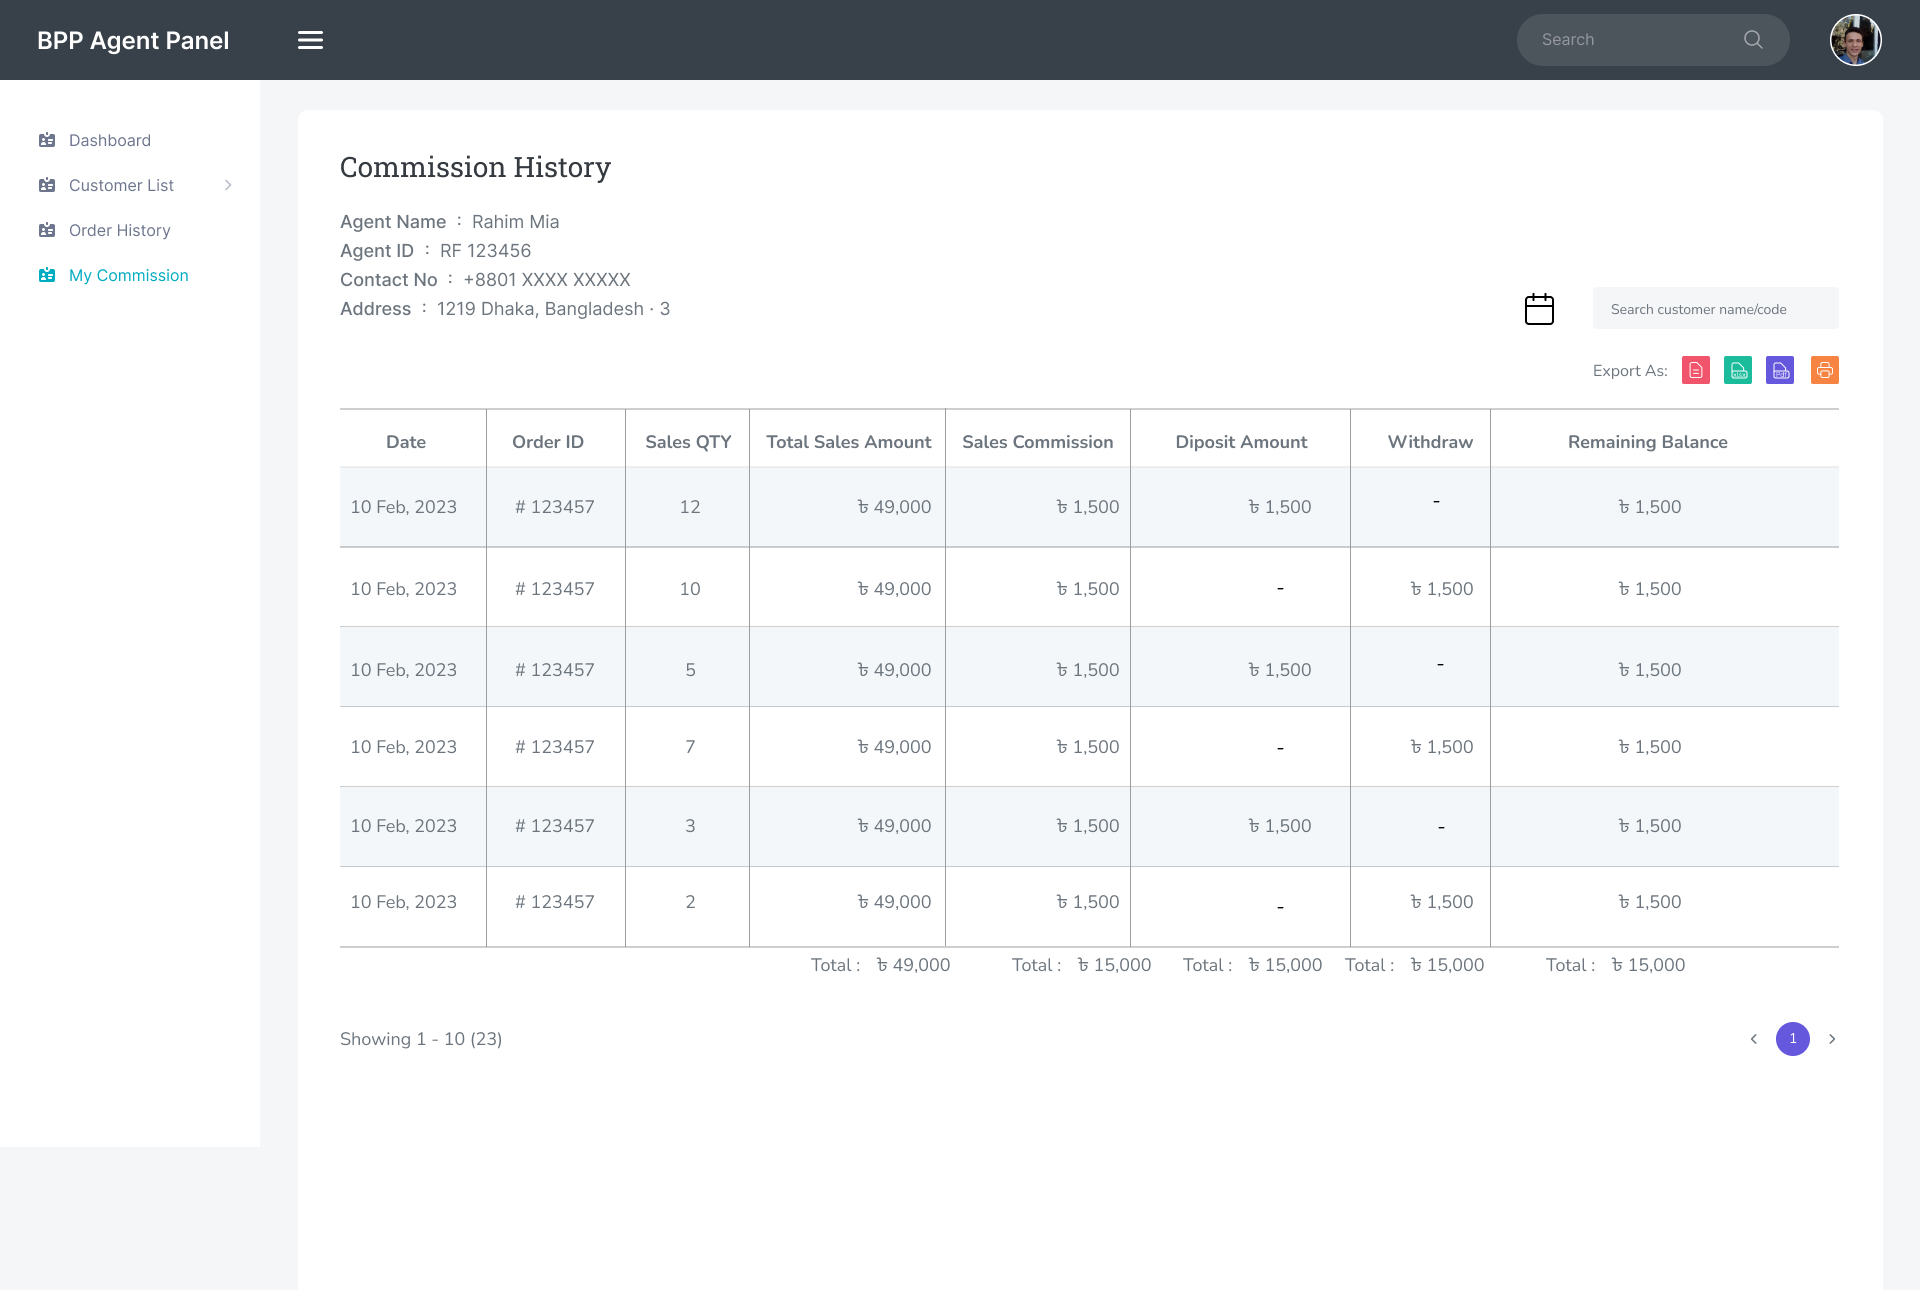 BPP Agent Panel
Search
Dashboard
Customer List
Order History
My Commission
Commission History
Agent Name : Rahim Mia
Agent ID : RF 123456
Contact No : +8801 XXXX XXXXX
Address : 1219 Dhaka, Bangladesh · 3
Search customer name/code
Export As:
Date Order ID Sales QTY Total Sales Amount Sales Commission Diposit Amount Withdraw Remaining Balance
10 Feb, 2023 # 123457 12 ৳ 49,000 ৳ 1,500 ৳ 1,500 - ৳ 1,500
10 Feb, 2023 # 123457 10 ৳ 49,000 ৳ 1,500 - ৳ 1,500 ৳ 1,500
10 Feb, 2023 # 123457 5 ৳ 49,000 ৳ 1,500 ৳ 1,500 - ৳ 1,500
10 Feb, 2023 # 123457 7 ৳ 49,000 ৳ 1,500 - ৳ 1,500 ৳ 1,500
10 Feb, 2023 # 123457 3 ৳ 49,000 ৳ 1,500 ৳ 1,500 - ৳ 1,500
10 Feb, 2023 # 123457 2 ৳ 49,000 ৳ 1,500 - ৳ 1,500 ৳ 1,500
Total : ৳ 49,000 Total : ৳ 15,000 Total : ৳ 15,000 Total : ৳ 15,000 Total : ৳ 15,000
Showing 1 - 10 (23)
1